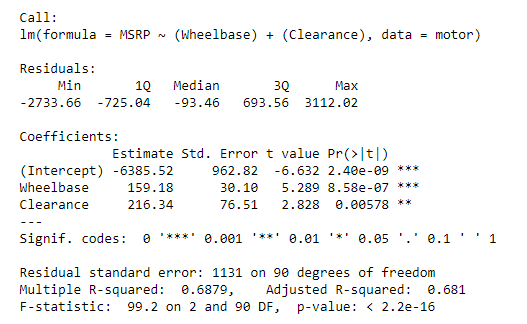 Call:
lm(formula = MSRP ~ (Wheelbase) + (Clearance), data = motor)
Residuals:
Min 1Q Median 3Q Max
-2733.66 -725.04 -93.46 693.56 3112.02
Coefficients:
Estimate Std. Error t value Pr(>|t|)
(Intercept) -6385.52 962.82 -6.632 2.40e-09 ***
Wheelbase 159.18 30.10 5.289 8.58e-07 ***
Clearance 216.34 76.51 2.828 0.00578 **
---
Signif. codes: 0 '***' 0.001 '**' 0.01 '*' 0.05 '.' 0.1 ' ' 1
Residual standard error: 1131 on 90 degrees of freedom
Multiple R-squared: 0.6879, Adjusted R-squared: 0.681
F-statistic: 99.2 on 2 and 90 DF, p-value: < 2.2e-16